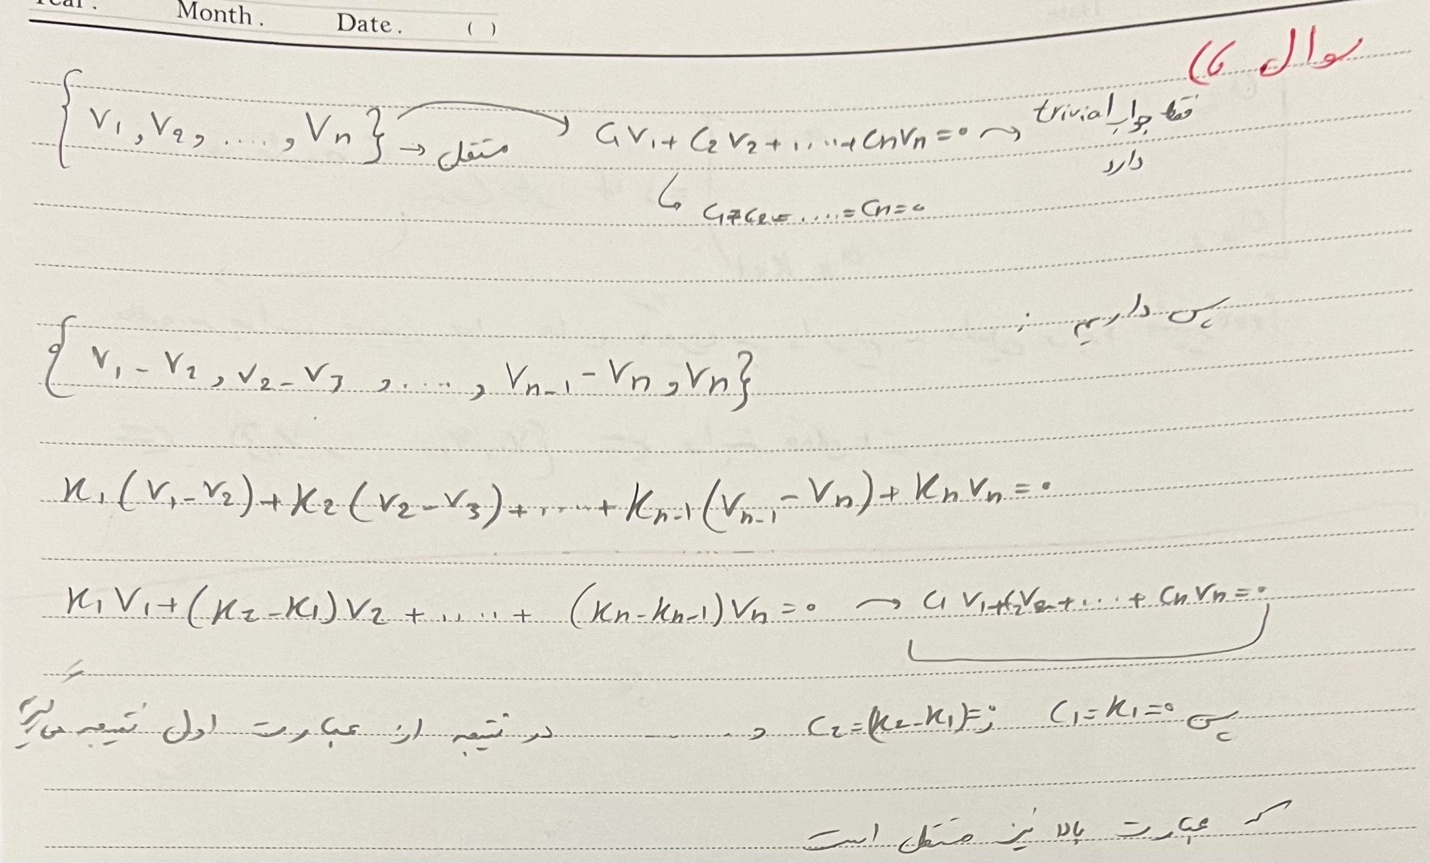 Year . Month . Date . ( )
سوال 6)
{v₁, v₂, ...., vₙ} → مستقل → c₁v₁ + c₂v₂ + .... + cₙvₙ = 0 → فقط جواب trivial دارد
↳ c₁ = c₂ = .... = cₙ = 0
پس داریم :
{v₁ - v₂, v₂ - v₃, ...., vₙ₋₁ - vₙ, vₙ}
k₁(v₁ - v₂) + k₂(v₂ - v₃) + .... + kₙ₋₁(vₙ₋₁ - vₙ) + kₙvₙ = 0
k₁v₁ + (k₂ - k₁)v₂ + .... + (kₙ - kₙ₋₁)vₙ = 0 → c₁v₁ + c₂v₂ + ... + cₙvₙ = 0
پس c₁ = k₁ = 0 ; c₂ = (k₂ - k₁) = 0 و ........ در نتیجه از عبارت اول نتیجه می‌گیریم
که عبارت بالا نیز مستقل است